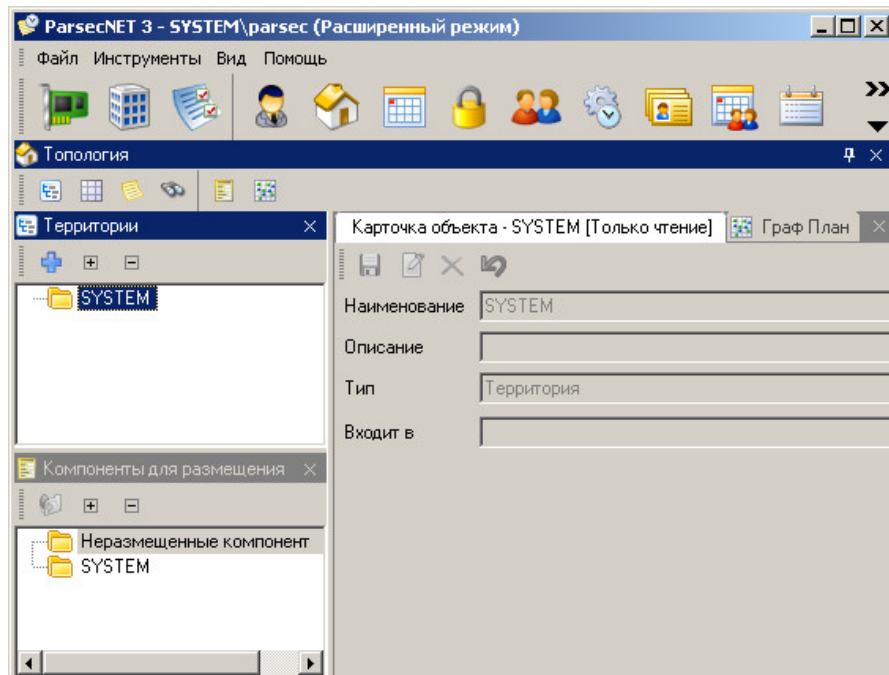 ParsecNET 3 - SYSTEM\parsec (Расширенный режим)
Файл Инструменты Вид Помощь
Топология
Территории
SYSTEM
Карточка объекта - SYSTEM [Только чтение] Граф План
Наименование SYSTEM
Описание
Тип Территория
Входит в
Компоненты для размещения
Неразмещенные компонент
SYSTEM